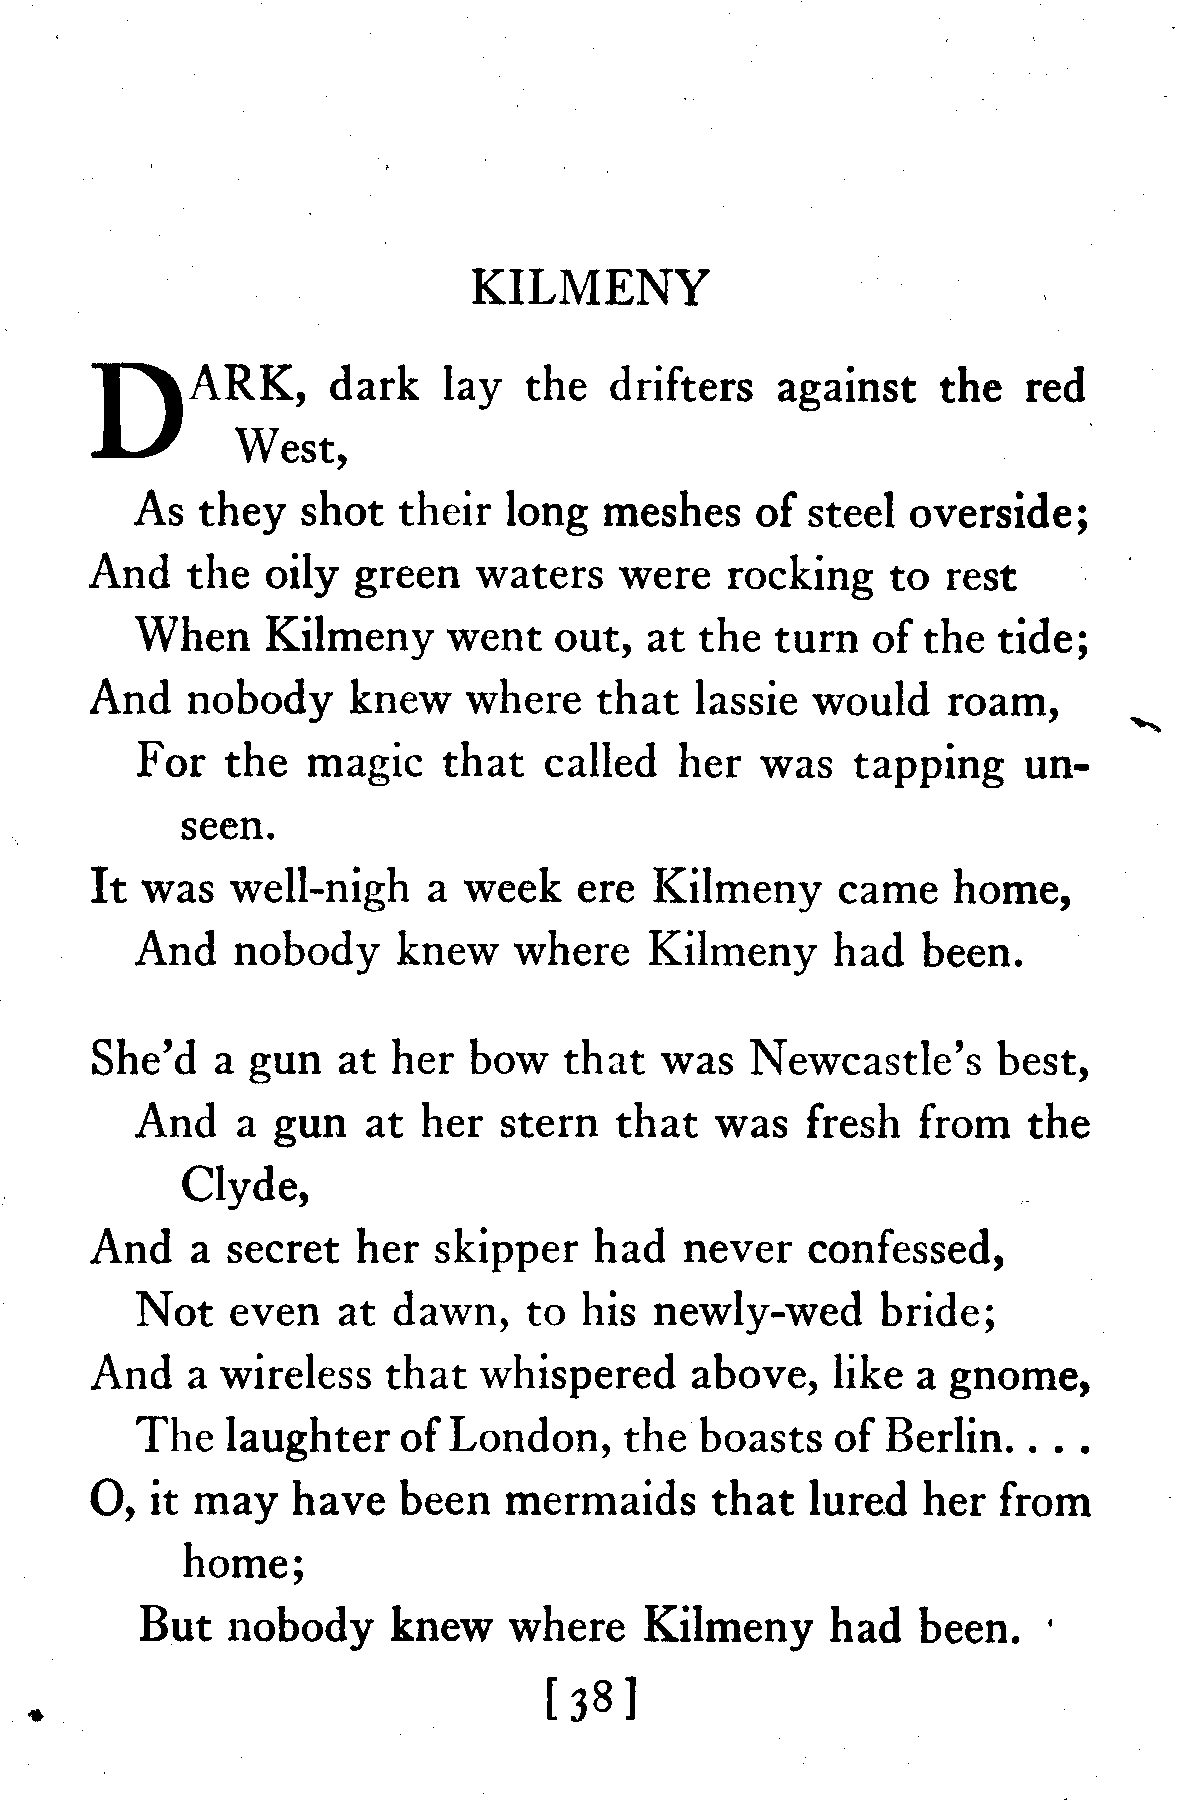 KILMENY
DARK, dark lay the drifters against the red
West,
As they shot their long meshes of steel overside;
And the oily green waters were rocking to rest
When Kilmeny went out, at the turn of the tide;
And nobody knew where that lassie would roam,
For the magic that called her was tapping un-
seen.
It was well-nigh a week ere Kilmeny came home,
And nobody knew where Kilmeny had been.
She'd a gun at her bow that was Newcastle's best,
And a gun at her stern that was fresh from the
Clyde,
And a secret her skipper had never confessed,
Not even at dawn, to his newly-wed bride;
And a wireless that whispered above, like a gnome,
The laughter of London, the boasts of Berlin. . . .
O, it may have been mermaids that lured her from
home;
But nobody knew where Kilmeny had been.
[ 38 ]